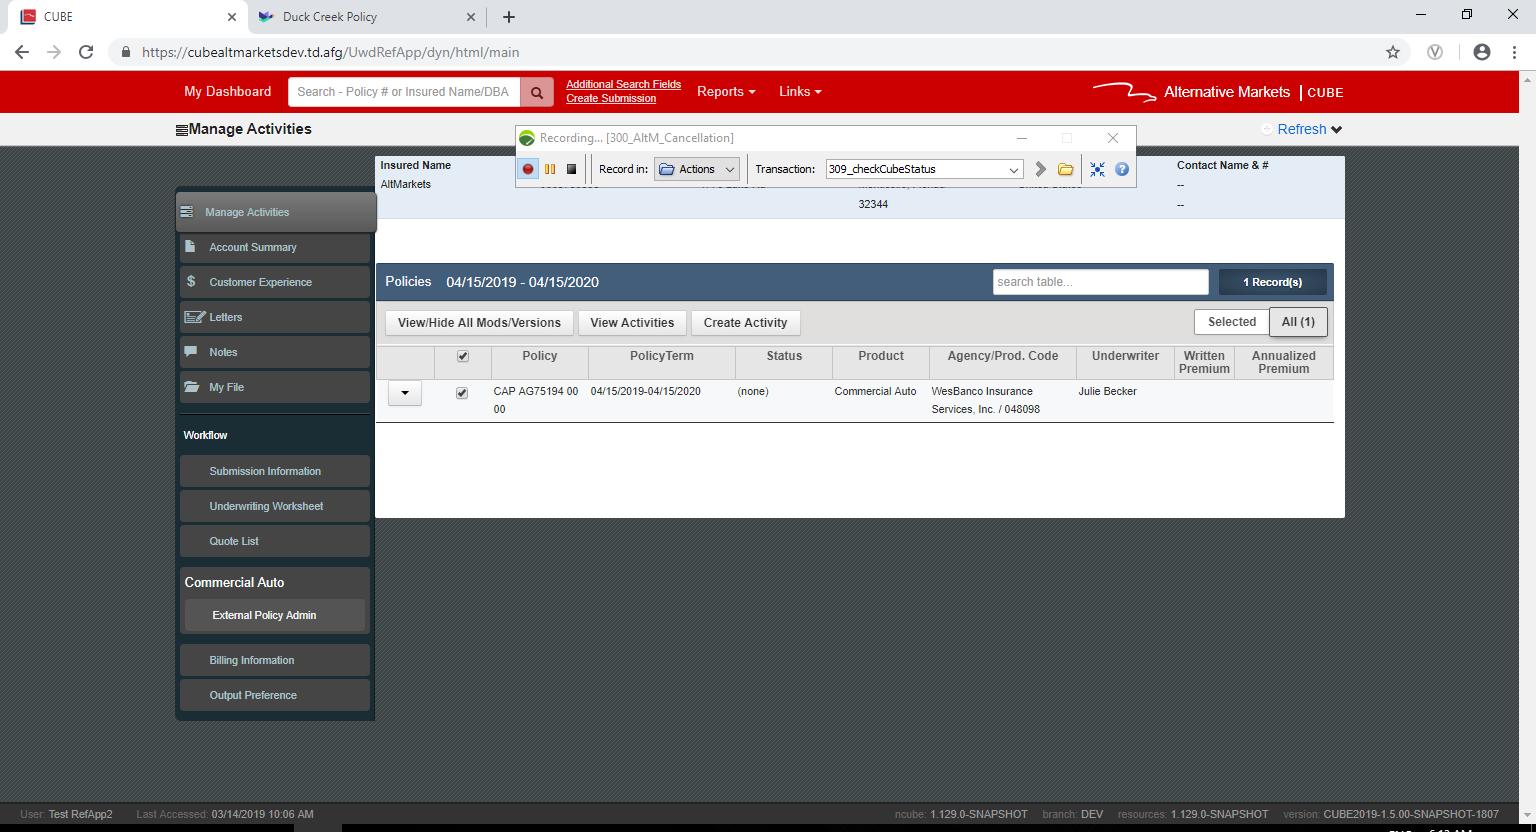 CUBE
Duck Creek Policy
https://cubealtmarketsdev.td.afg/UwdRefApp/dyn/html/main
My Dashboard
Search - Policy # or Insured Name/DBA
Additional Search Fields
Create Submission
Reports
Links
Alternative Markets | CUBE
Manage Activities
Refresh
Recording... [300_AltM_Cancellation]
Record in: Actions
Transaction: 309_checkCubeStatus
Insured Name
Contact Name & #
AltMarkets
--
32344
--
Manage Activities
Account Summary
Customer Experience
Letters
Notes
My File
Workflow
Submission Information
Underwriting Worksheet
Quote List
Commercial Auto
External Policy Admin
Billing Information
Output Preference
Policies 04/15/2019 - 04/15/2020
search table...
1 Record(s)
View/Hide All Mods/Versions
View Activities
Create Activity
Selected
All (1)
Policy
PolicyTerm
Status
Product
Agency/Prod. Code
Underwriter
Written Premium
Annualized Premium
CAP AG75194 00 00
04/15/2019-04/15/2020
(none)
Commercial Auto
WesBanco Insurance Services, Inc. / 048098
Julie Becker
User: Test RefApp2
Last Accessed: 03/14/2019 10:06 AM
ncube: 1.129.0-SNAPSHOT
branch: DEV
resources: 1.129.0-SNAPSHOT
version: CUBE2019-1.5.00-SNAPSHOT-1807